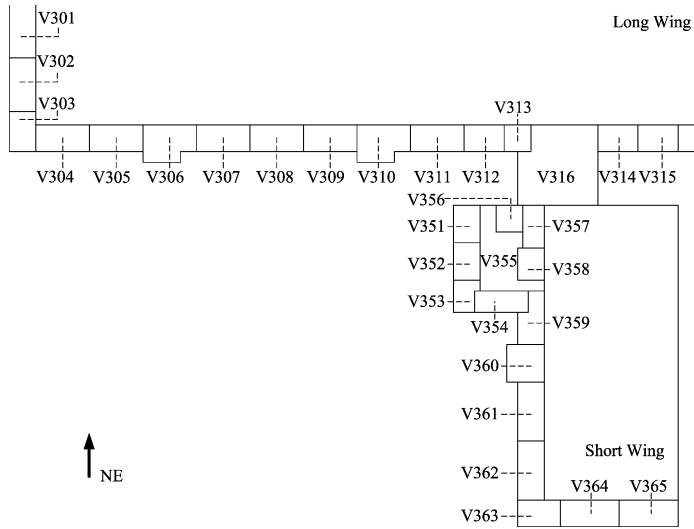 V301
Long Wing
V302
V303
V313
V304 V305 V306 V307 V308 V309 V310 V311 V312 V316 V314 V315
V356
V351 V357
V352 V355 V358
V353
V354 V359
V360
V361
Short Wing
V362 V364 V365
NE
V363